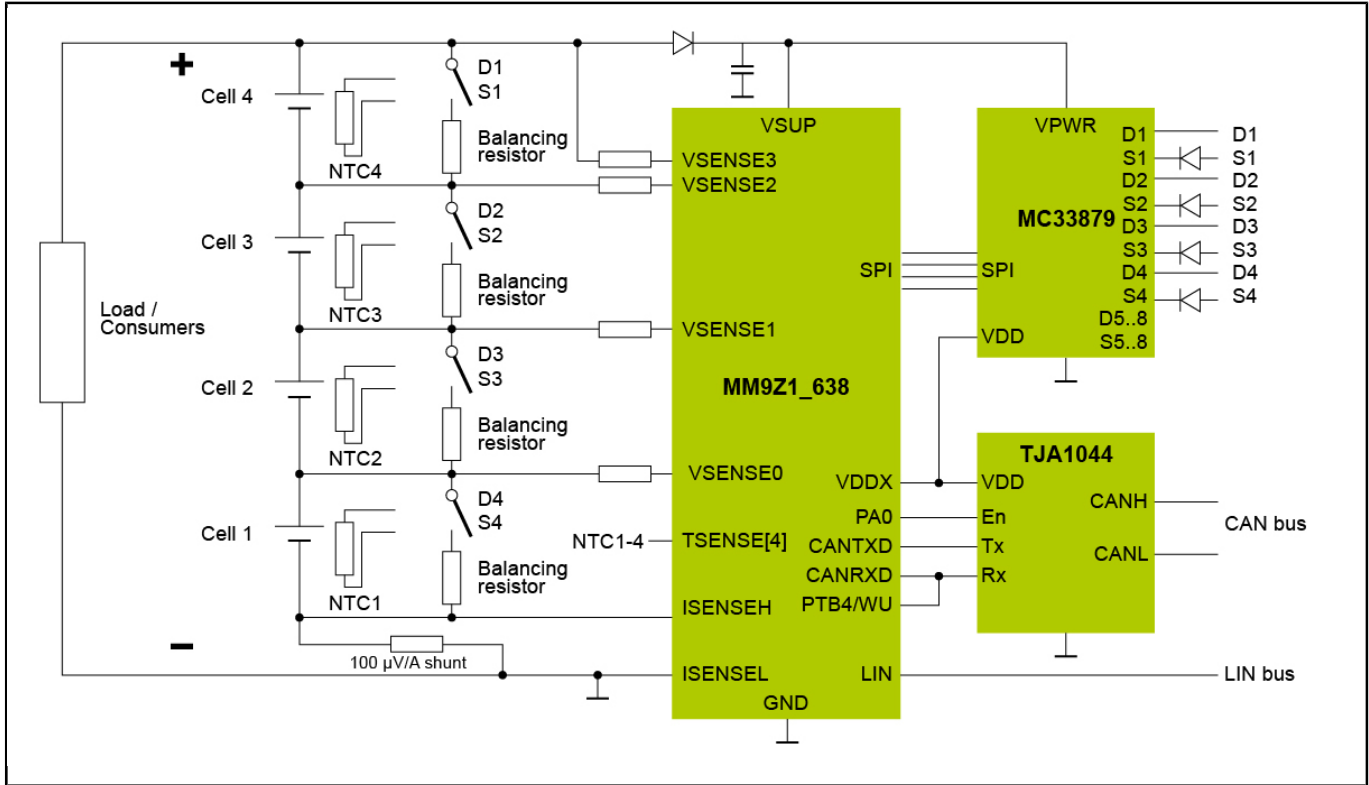 +
Cell 4
NTC4
D1
S1
Balancing
resistor
Cell 3
NTC3
D2
S2
Balancing
resistor
Load /
Consumers
Cell 2
NTC2
D3
S3
Balancing
resistor
Cell 1
NTC1
D4
S4
Balancing
resistor
−
100 µV/A shunt
NTC1-4
VSUP
VSENSE3
VSENSE2
VSENSE1
VSENSE0
TSENSE[4]
ISENSEH
ISENSEL
GND
MM9Z1_638
SPI
VDDX
PA0
CANTXD
CANRXD
PTB4/WU
LIN
VPWR
MC33879
SPI
VDD
D1
S1
D2
S2
D3
S3
D4
S4
D5..8
S5..8
D1
S1
D2
S2
D3
S3
D4
S4
TJA1044
VDD
En
Tx
Rx
CANH
CANL
CAN bus
LIN bus